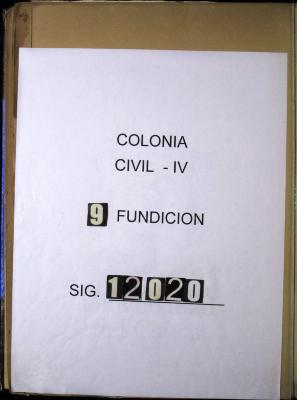 COLONIA
CIVIL - IV
9 FUNDICION
SIG. 12020